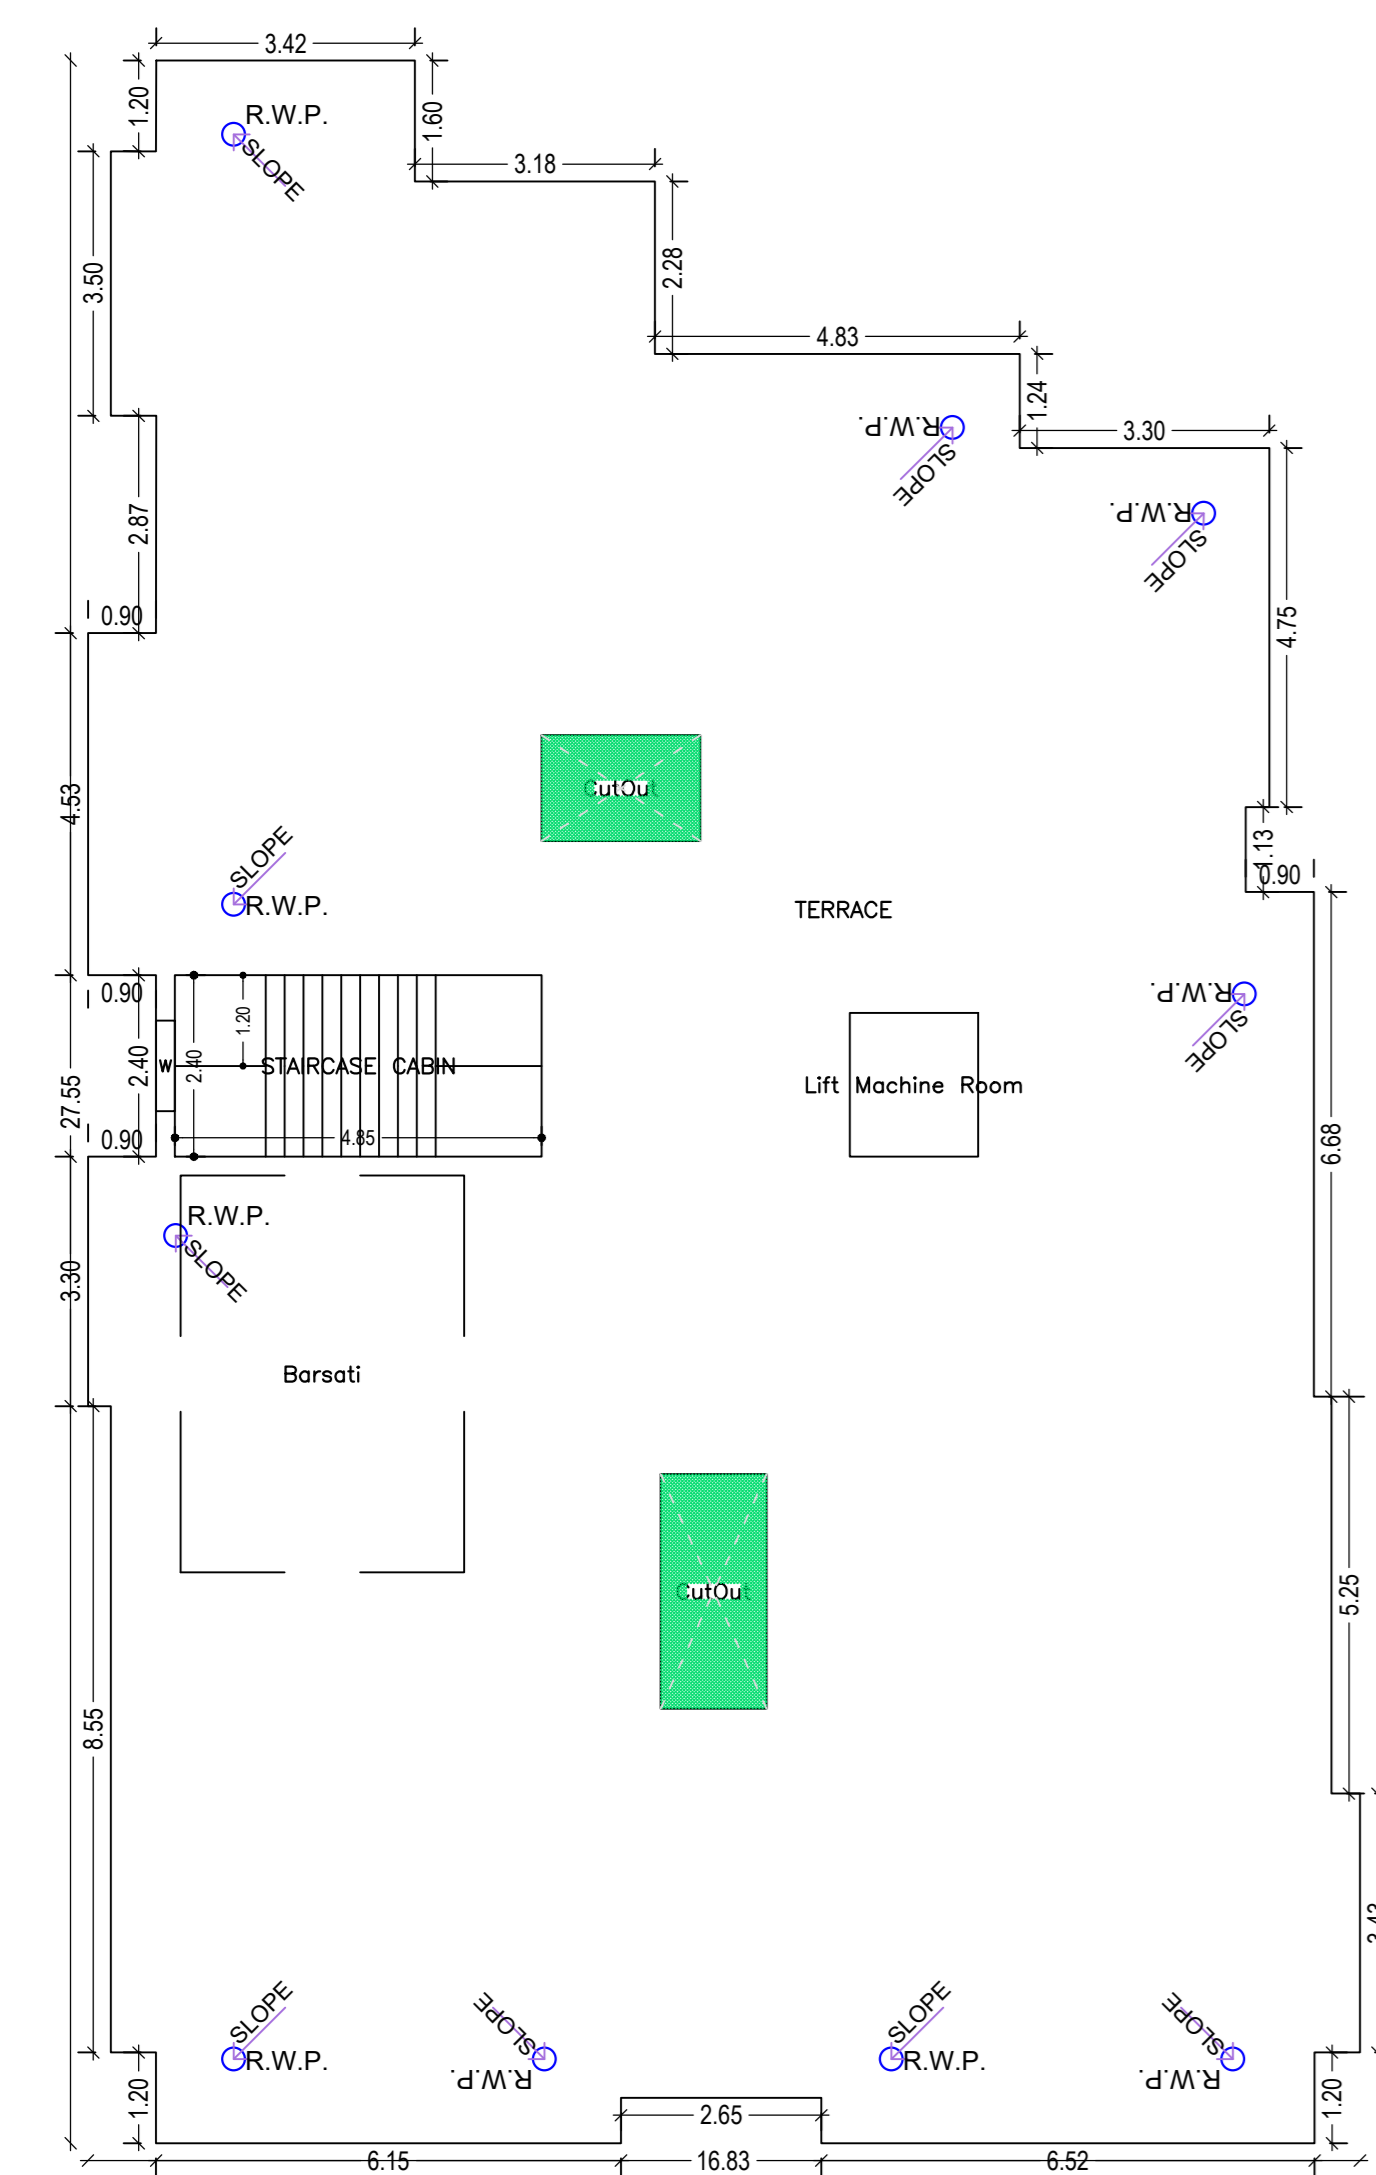 3.42
1.20
R.W.P.
1.60
SLOPE
3.18
3.50
2.28
4.83
1.24
R.W.P.
3.30
SLOPE
2.87
R.W.P.
SLOPE
0.90
4.75
4.53
CutOut
SLOPE
1.13
0.90
R.W.P.
TERRACE
0.90
R.W.P.
1.20
SLOPE
2.40
W
2.40
STAIRCASE CABIN
Lift Machine Room
27.55
0.90
4.85
6.68
R.W.P.
SLOPE
3.30
Barsati
CutOut
5.25
8.55
SLOPE
R.W.P.
SLOPE
R.W.P.
SLOPE
R.W.P.
SLOPE
R.W.P.
1.20
2.65
1.20
6.15
16.83
6.52